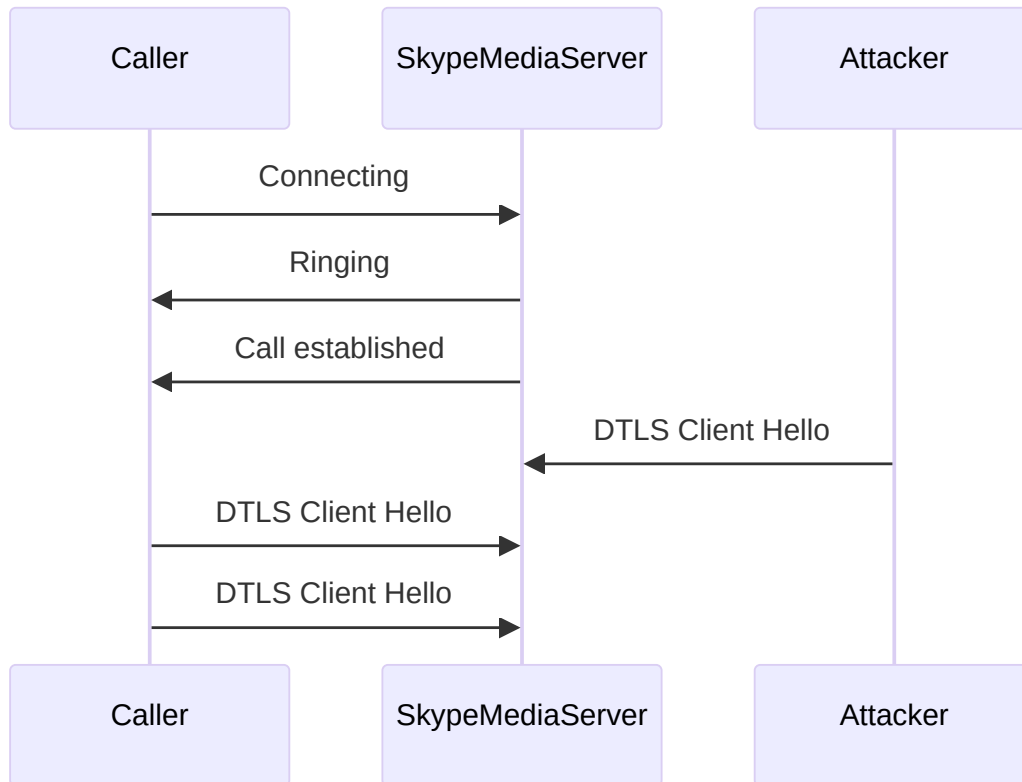 Caller
SkypeMediaServer
Attacker
Connecting
Ringing
Call established
DTLS Client Hello
DTLS Client Hello
DTLS Client Hello
Caller
SkypeMediaServer
Attacker